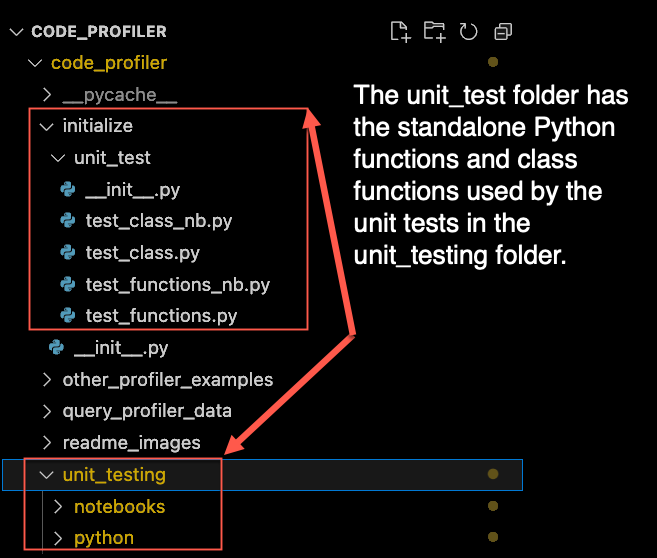 CODE_PROFILER
code_profiler
__pycache__
initialize
unit_test
__init__.py
test_class_nb.py
test_class.py
test_functions_nb.py
test_functions.py
__init__.py
other_profiler_examples
query_profiler_data
readme_images
unit_testing
notebooks
python
The unit_test folder has
the standalone Python
functions and class
functions used by the
unit tests in the
unit_testing folder.